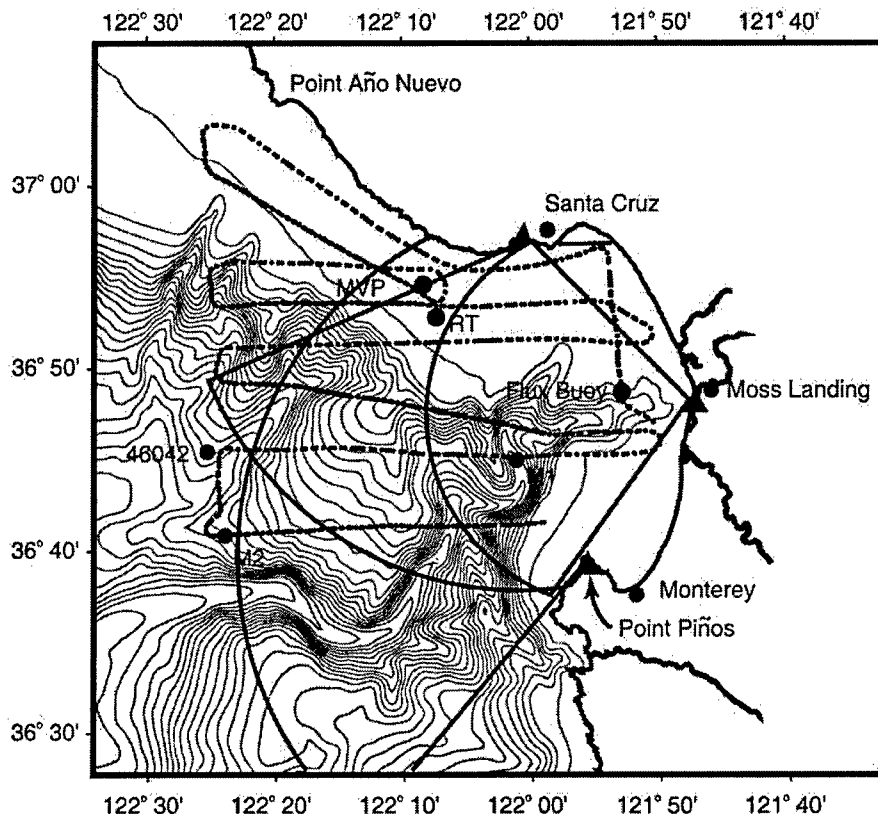 122° 30' 122° 20' 122° 10' 122° 00' 121° 50' 121° 40'
Point Año Nuevo
37° 00'
Santa Cruz
MVP
RT
36° 50'
Flux Buoy
Moss Landing
46042
36° 40'
M2
Monterey
Point Piños
36° 30'
122° 30' 122° 20' 122° 10' 122° 00' 121° 50' 121° 40'